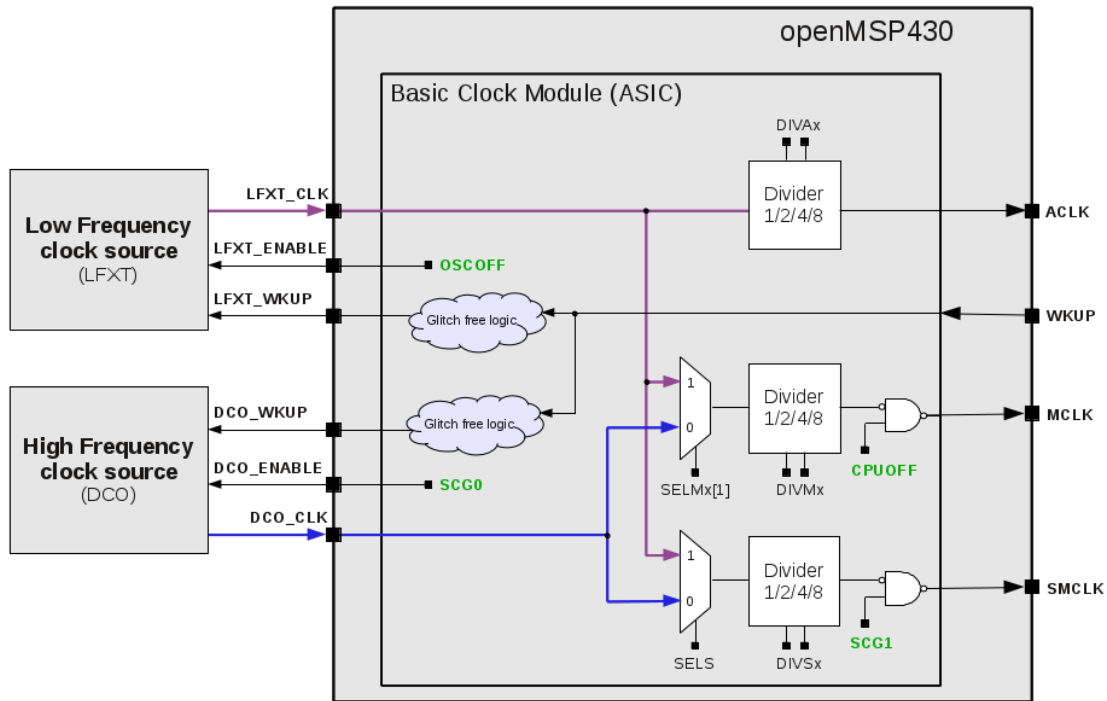 openMSP430
Basic Clock Module (ASIC)
DIVAx
LFXT_CLK
Low Frequency
clock source
(LFXT)
Divider
1/2/4/8
ACLK
LFXT_ENABLE
OSCOFF
LFXT_WKUP
Glitch free logic
WKUP
1
0
Divider
1/2/4/8
MCLK
DCO_WKUP
Glitch free logic
High Frequency
clock source
(DCO)
DCO_ENABLE
SCG0
SELMx[1]
DIVMx
CPUOFF
DCO_CLK
1
0
Divider
1/2/4/8
SMCLK
SELS
DIVSx
SCG1